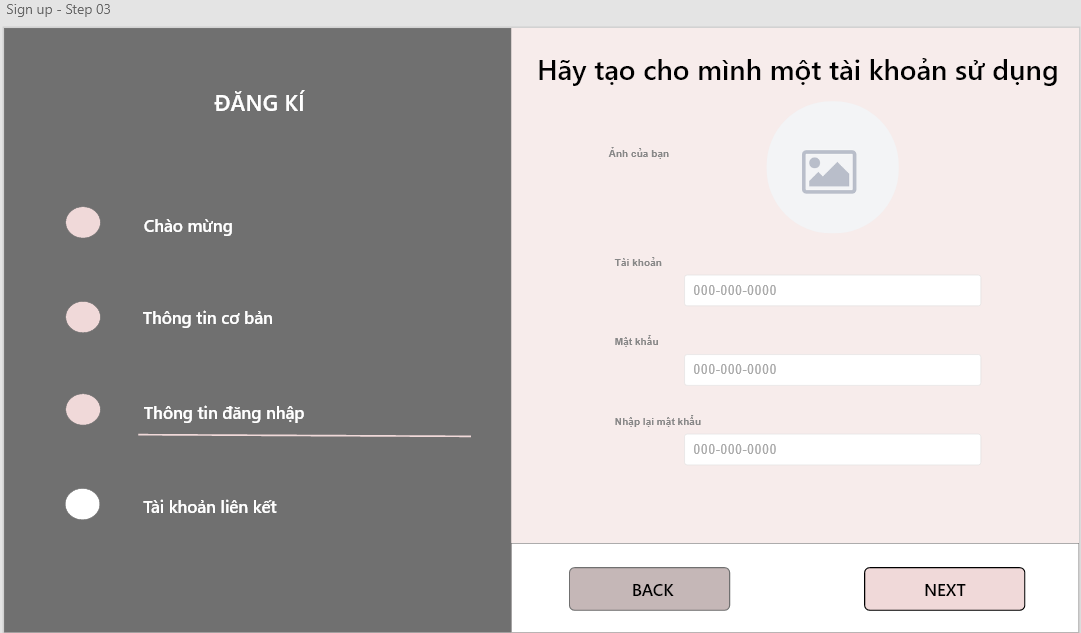 Sign up - Step 03
ĐĂNG KÍ
Chào mừng
Thông tin cơ bản
Thông tin đăng nhập
Tài khoản liên kết
Hãy tạo cho mình một tài khoản sử dụng
Ảnh của bạn
Tài khoản
000-000-0000
Mật khẩu
000-000-0000
Nhập lại mật khẩu
000-000-0000
BACK
NEXT